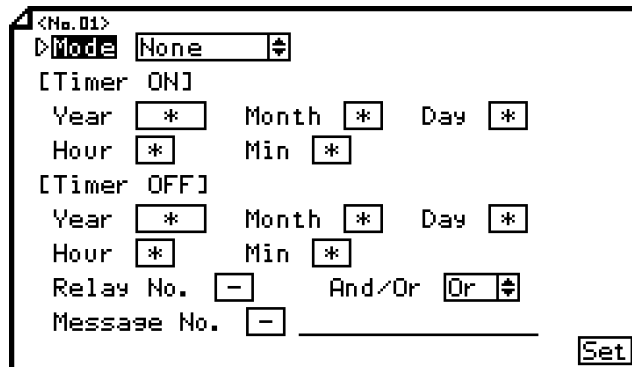 <No.01>
Mode None
[Timer ON]
Year * Month * Day *
Hour * Min *
[Timer OFF]
Year * Month * Day *
Hour * Min *
Relay No. - And/Or Or
Message No. -
Set